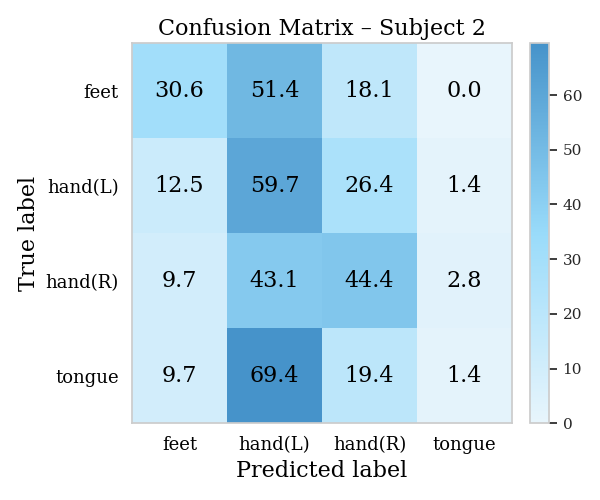 Confusion Matrix – Subject 2
True label
feet 30.6 51.4 18.1 0.0
hand(L) 12.5 59.7 26.4 1.4
hand(R) 9.7 43.1 44.4 2.8
tongue 9.7 69.4 19.4 1.4
feet hand(L) hand(R) tongue
Predicted label
60
50
40
30
20
10
0